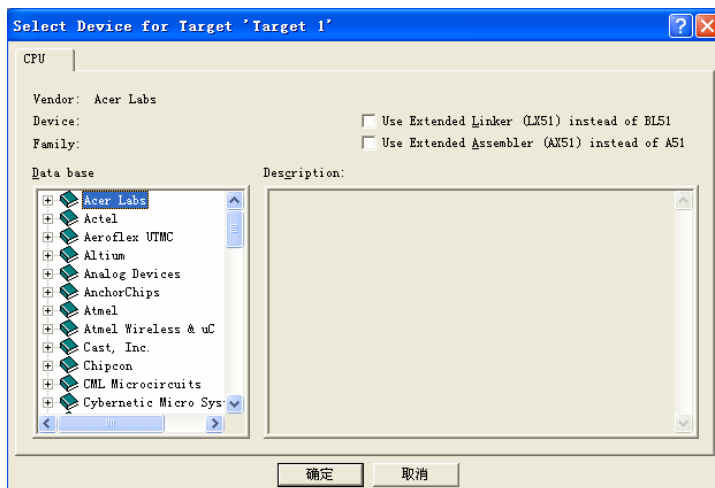 Select Device for Target 'Target 1'
CPU
Vendor: Acer Labs
Device:
Use Extended Linker (LX51) instead of BL51
Family:
Use Extended Assembler (AX51) instead of A51
Data base
Description:
Acer Labs
Actel
Aeroflex UTMC
Altium
Analog Devices
AnchorChips
Atmel
Atmel Wireless & uC
Cast, Inc.
Chipcon
CML Microcircuits
Cybernetic Micro Sys
确定
取消